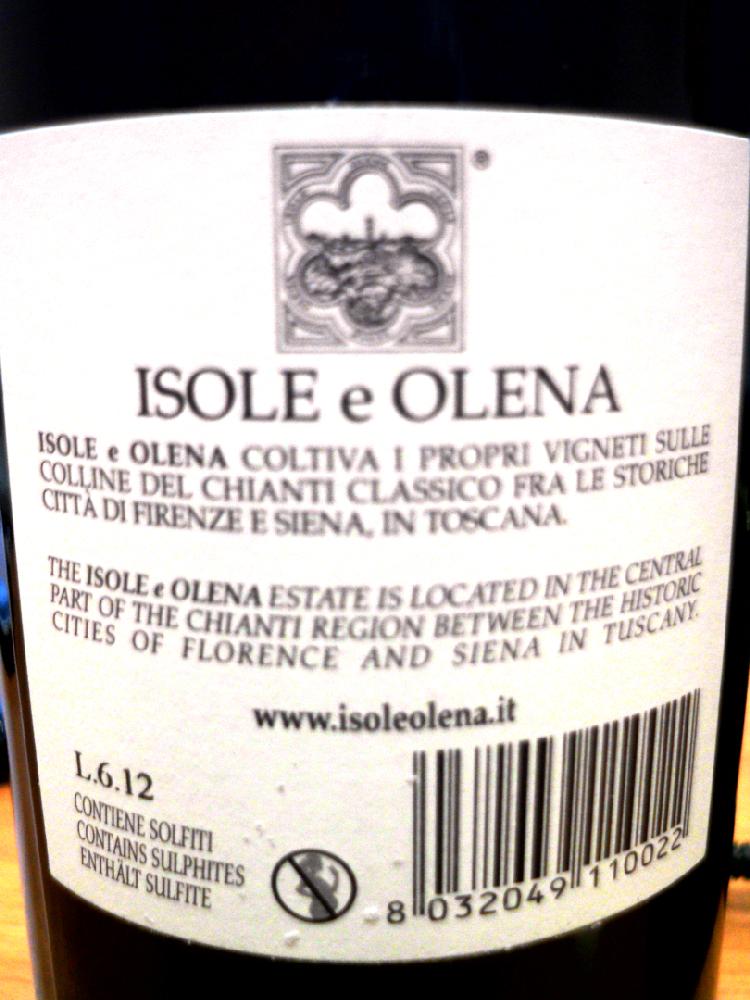 ®
ISOLE e OLENA
ISOLE e OLENA COLTIVA I PROPRI VIGNETI SULLE
COLLINE DEL CHIANTI CLASSICO FRA LE STORICHE
CITTÀ DI FIRENZE E SIENA, IN TOSCANA.
THE ISOLE e OLENA ESTATE IS LOCATED IN THE CENTRAL
PART OF THE CHIANTI REGION BETWEEN THE HISTORIC
CITIES OF FLORENCE AND SIENA IN TUSCANY.
www.isoleolena.it
L.6.12
CONTIENE SOLFITI
CONTAINS SULPHITES
ENTHÄLT SULFITE
8 032049 110022